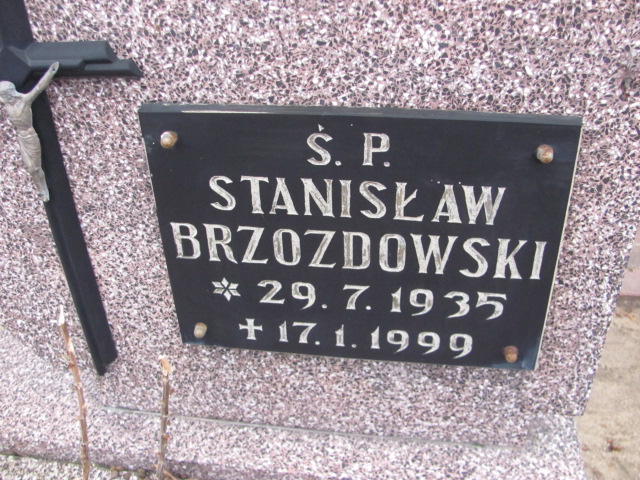 Ś. P.
STANISŁAW
BRZOZDOWSKI
* 29. 7. 1935
✝ 17. 1. 1999